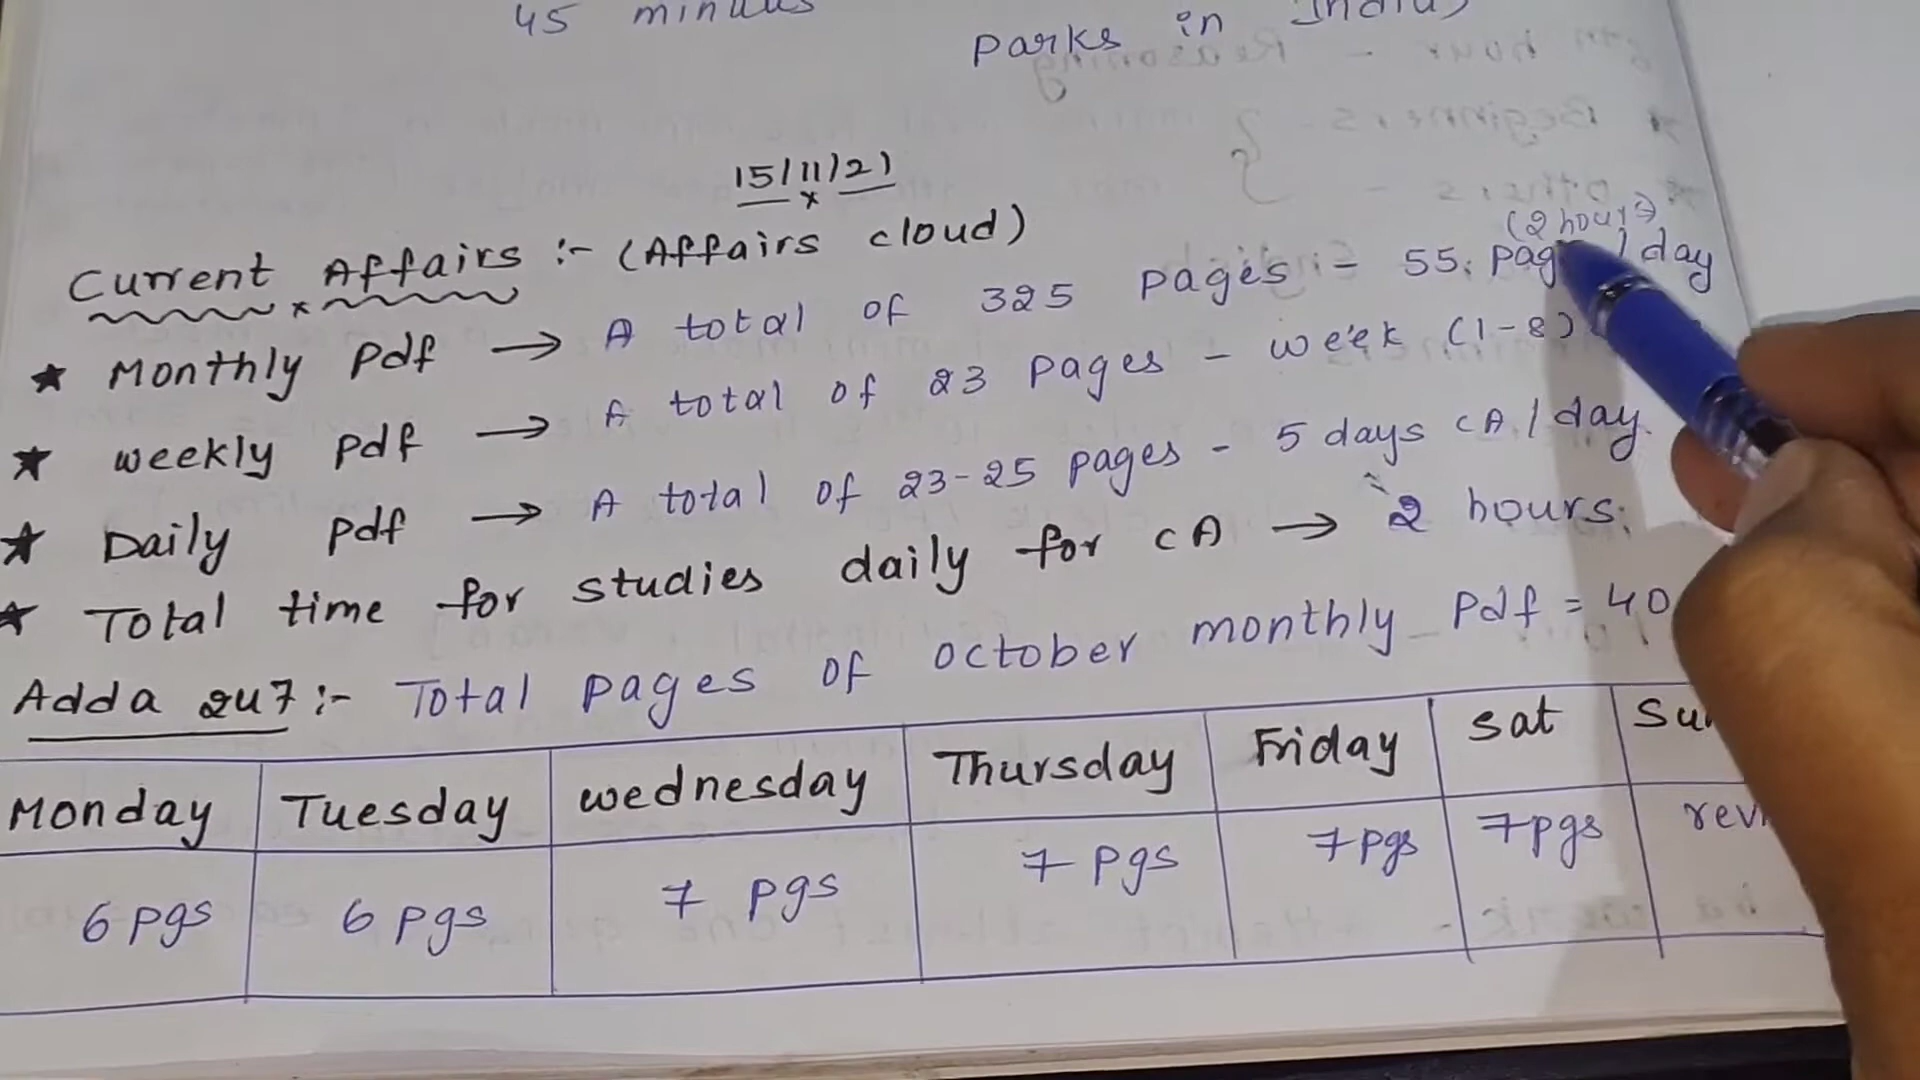 45 minutes
Parks in India)
15/11/21
Current Affairs :- (Affairs cloud)
(2 hours)
★ Monthly Pdf → A total of 325 pages - 55 pag /day
★ weekly Pdf → A total of 23 pages - week (1-8)
★ Daily Pdf → A total of 23-25 pages - 5 days CA / day.
★ Total time for studies daily for CA → 2 hours.
Adda 247 :- Total pages of October monthly Pdf = 40
Monday Tuesday wednesday Thursday Friday sat
6 pgs 6 pgs 7 pgs 7 pgs 7 pgs 7 pgs